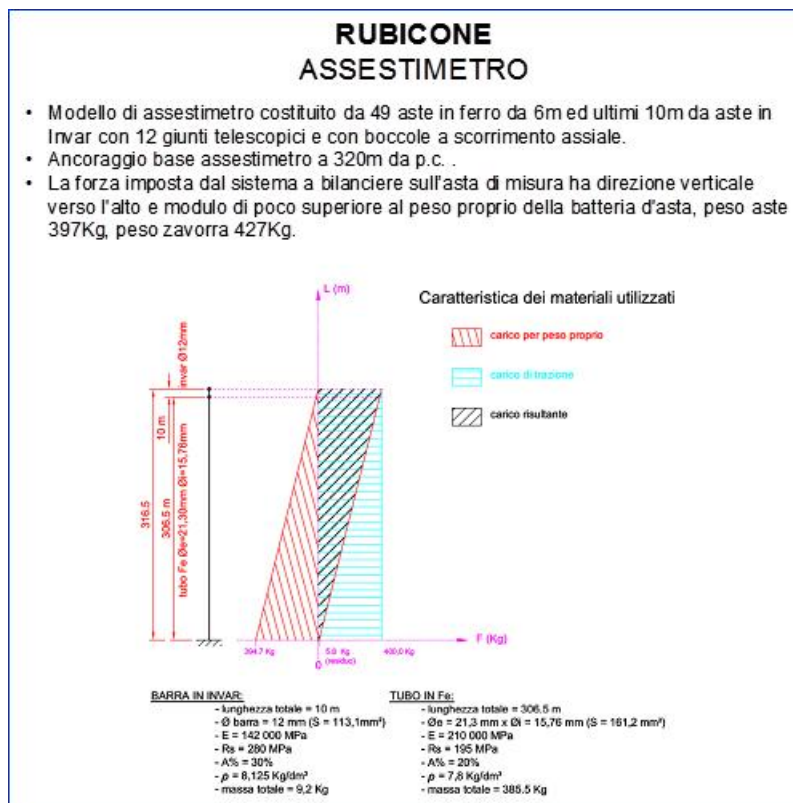 RUBICONE
ASSESTIMETRO
• Modello di assestimetro costituito da 49 aste in ferro da 6m ed ultimi 10m da aste in
Invar con 12 giunti telescopici e con boccole a scorrimento assiale.
• Ancoraggio base assestimetro a 320m da p.c. .
• La forza imposta dal sistema a bilanciere sull'asta di misura ha direzione verticale
verso l'alto e modulo di poco superiore al peso proprio della batteria d'asta, peso aste
397Kg, peso zavorra 427Kg.
L (m)
Caratteristica dei materiali utilizzati
carico per peso proprio
carico di trazione
carico risultante
invar Ø12mm
10 m
316.5
306.5 m
tubo Fe Øe=21,30mm Øi=15,76mm
F (Kg)
394.7 Kg
0
Kg
(residuo)
400,0 Kg
BARRA IN INVAR:
- lunghezza totale = 10 m
- Ø barra = 12 mm (S = 113,1mm²)
- E = 142 000 MPa
- Rs = 280 MPa
- A% = 30%
- ρ = 8,125 Kg/dm³
- massa totale = 9,2 Kg
TUBO IN Fe:
- lunghezza totale = 306,5 m
- Øe = 21,3 mm x Øi = 15,76 mm (S = 161,2 mm²)
- E = 210 000 MPa
- Rs = 195 MPa
- A% = 20%
- ρ = 7,8 Kg/dm³
- massa totale = 385.5 Kg